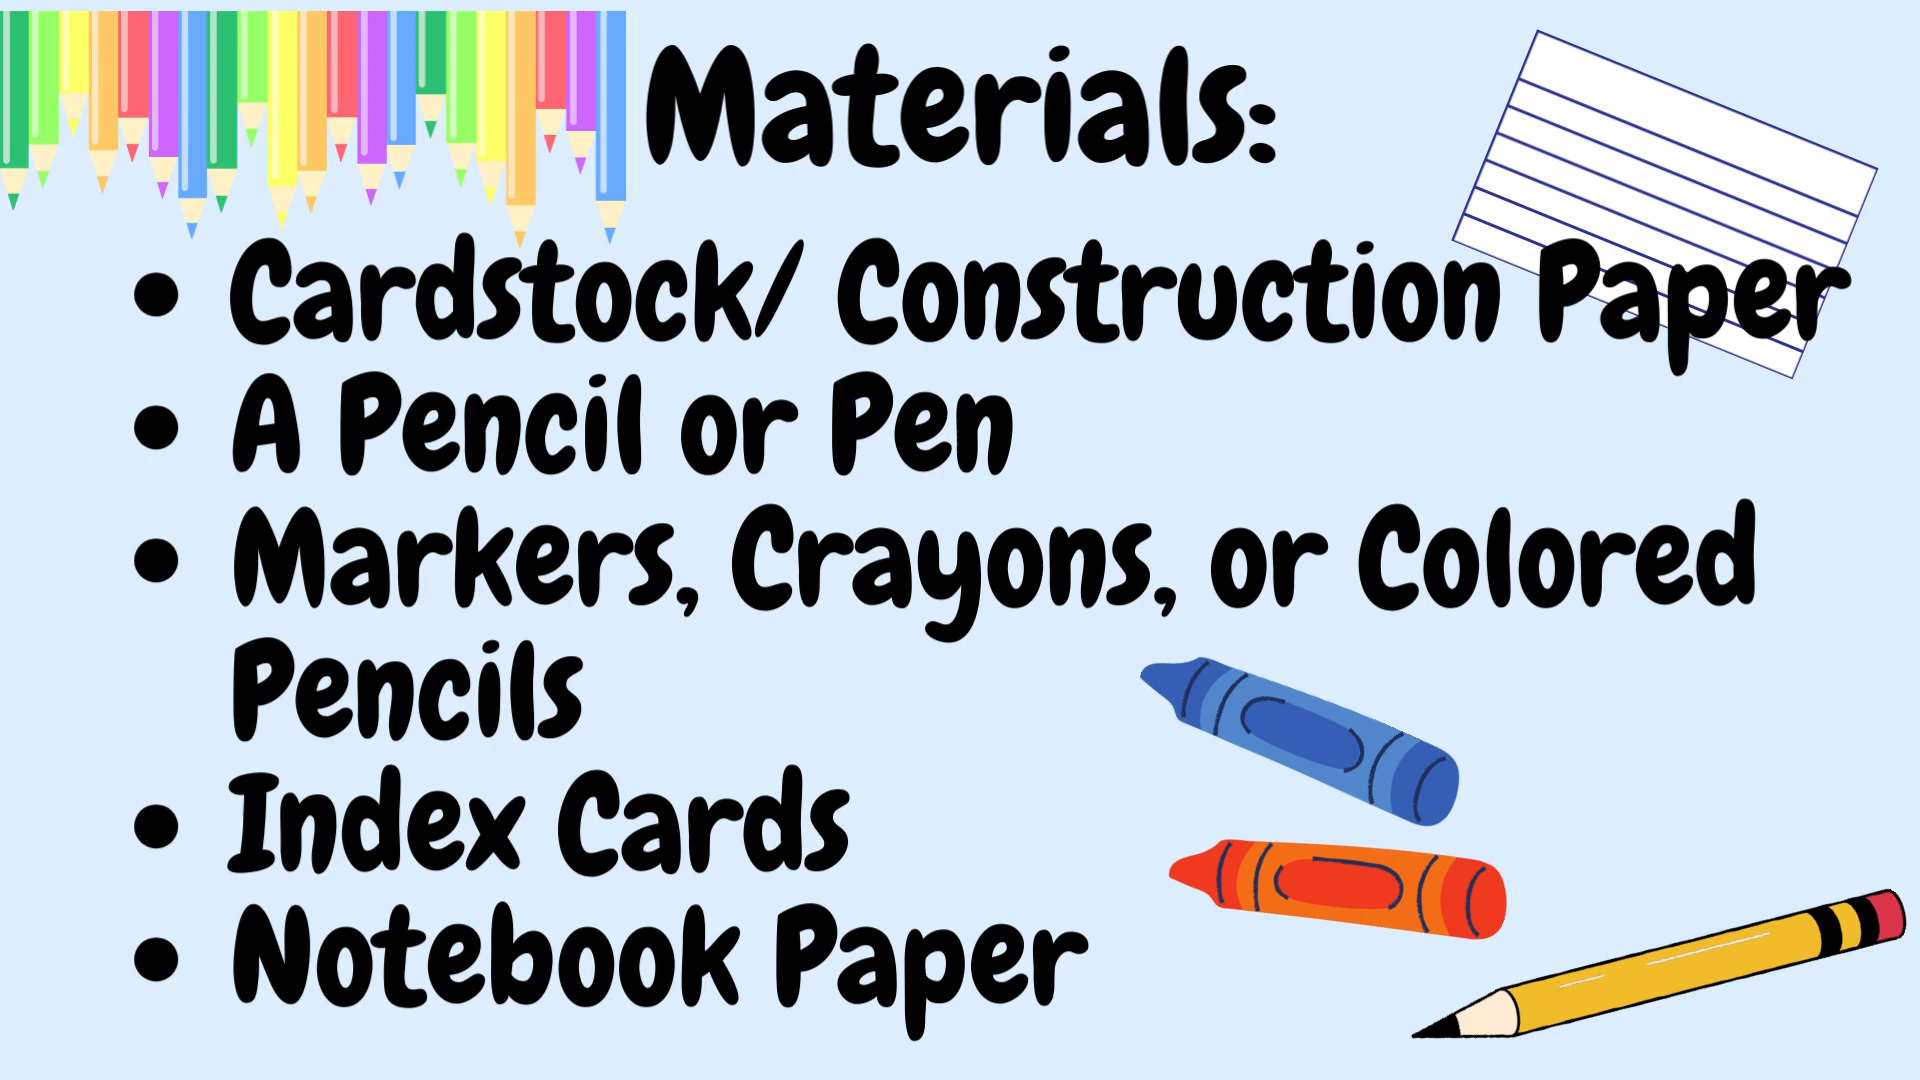 Materials:
• Cardstock/ Construction Paper
• A Pencil or Pen
• Markers, Crayons, or Colored
Pencils
• Index Cards
• Notebook Paper